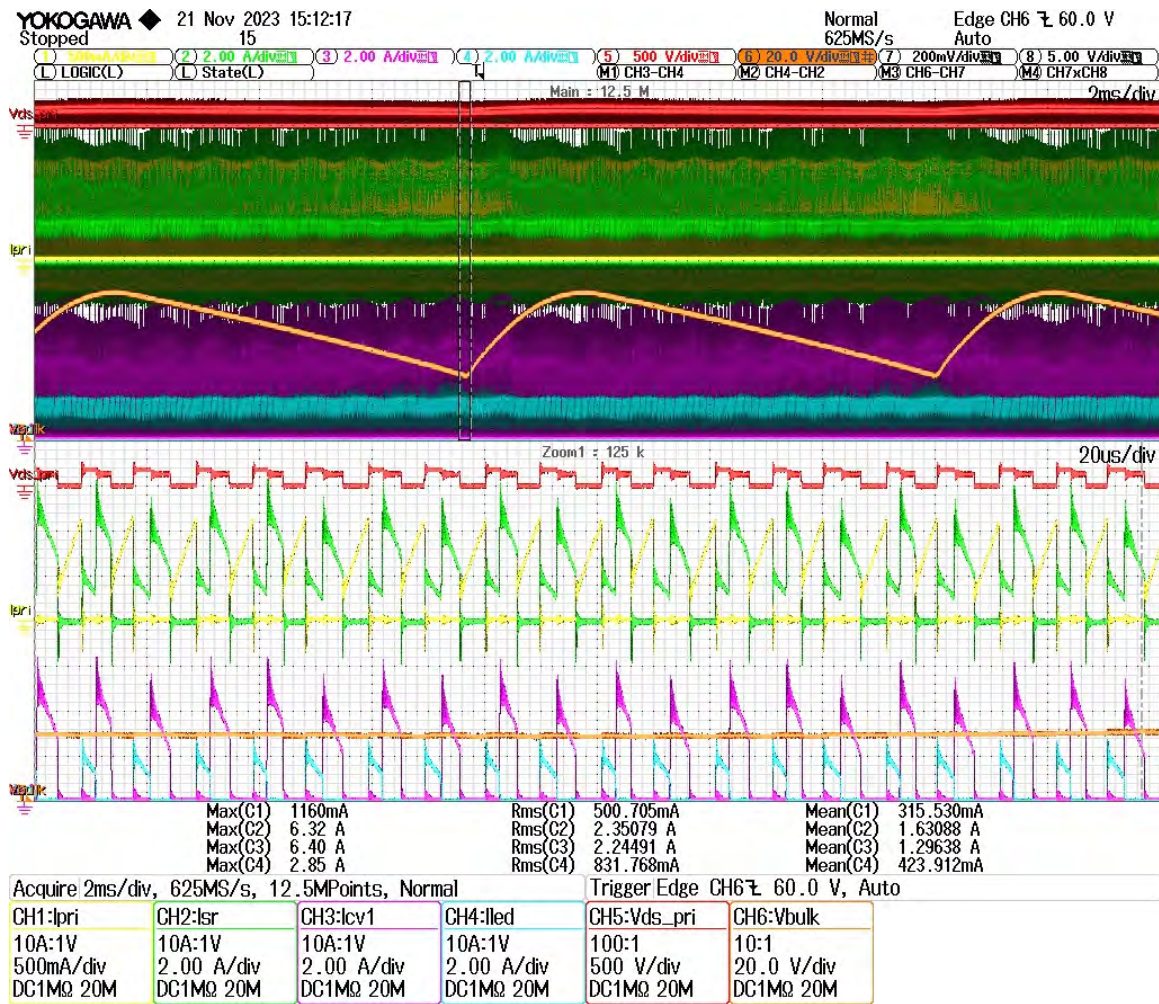 YOKOGAWA ◆ 21 Nov 2023 15:12:17 Normal Edge CH6 60.0 V
Stopped 15 625MS/s Auto
1 500mA/div 2 2.00 A/div 3 2.00 A/div 4 2.00 A/div 5 500 V/div 6 20.0 V/div 7 200mV/div 8 5.00 V/div
L LOGIC(L) L State(L) M1 CH3-CH4 M2 CH4-CH2 M3 CH6-CH7 M4 CH7xCH8
Main : 12.5 M 2ms/div
Vds_pri
Ipri
Vbulk
Zoom1 : 125 k 20us/div
Vds_pri
Ipri
Vbulk
Max(C1) 1160mA Rms(C1) 500.705mA Mean(C1) 315.530mA
Max(C2) 6.32 A Rms(C2) 2.35079 A Mean(C2) 1.63088 A
Max(C3) 6.40 A Rms(C3) 2.24491 A Mean(C3) 1.29638 A
Max(C4) 2.85 A Rms(C4) 831.768mA Mean(C4) 423.912mA
Acquire 2ms/div, 625MS/s, 12.5MPoints, Normal Trigger Edge CH6 60.0 V, Auto
CH1:Ipri CH2:Isr CH3:Icv1 CH4:Iled CH5:Vds_pri CH6:Vbulk
10A:1V 10A:1V 10A:1V 10A:1V 100:1 10:1
500mA/div 2.00 A/div 2.00 A/div 2.00 A/div 500 V/div 20.0 V/div
DC1MΩ 20M DC1MΩ 20M DC1MΩ 20M DC1MΩ 20M DC1MΩ 20M DC1MΩ 20M